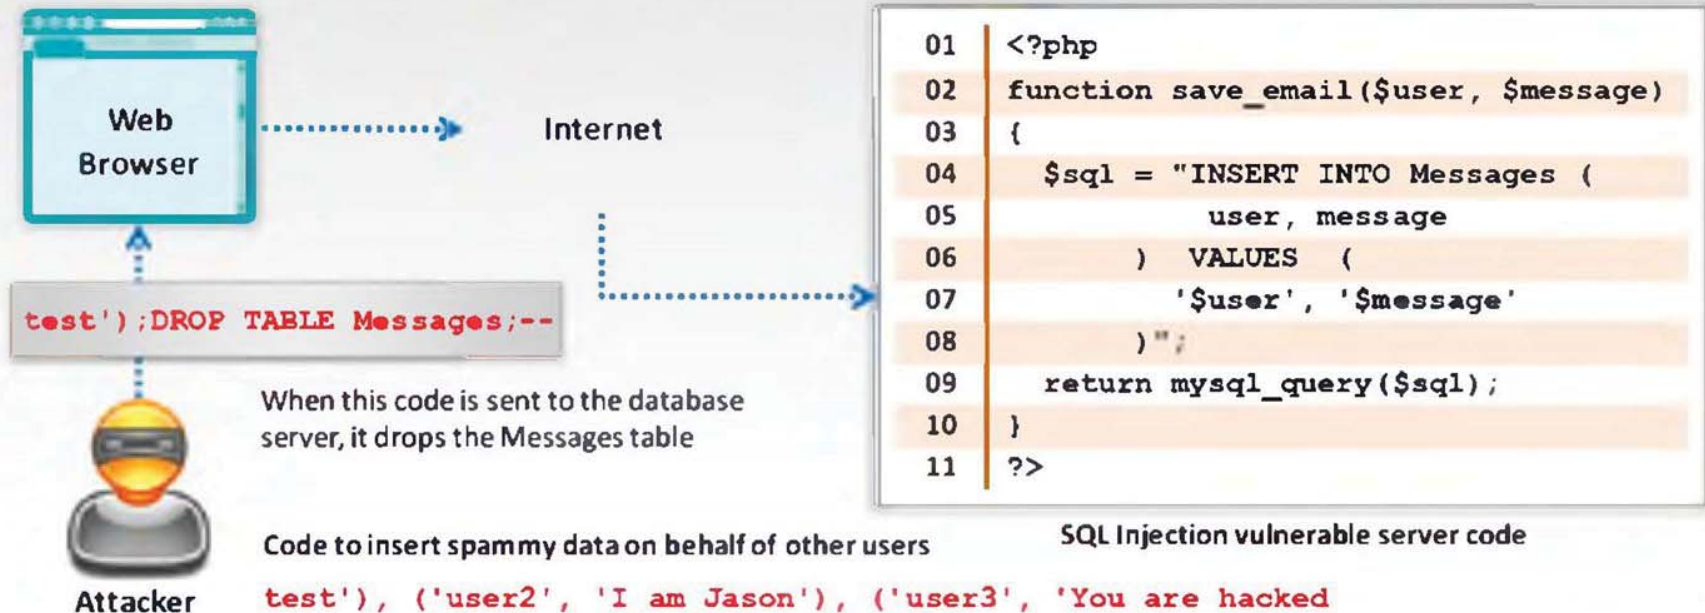 Web
Browser
Internet
test');DROP TABLE Messages;--
When this code is sent to the database
server, it drops the Messages table
Attacker
Code to insert spammy data on behalf of other users
test'), ('user2', 'I am Jason'), ('user3', 'You are hacked
01 <?php
02 function save_email($user, $message)
03 {
04 $sql = "INSERT INTO Messages (
05 user, message
06 ) VALUES (
07 '$user', '$message'
08 )";
09 return mysql_query($sql);
10 }
11 ?>
SQL Injection vulnerable server code